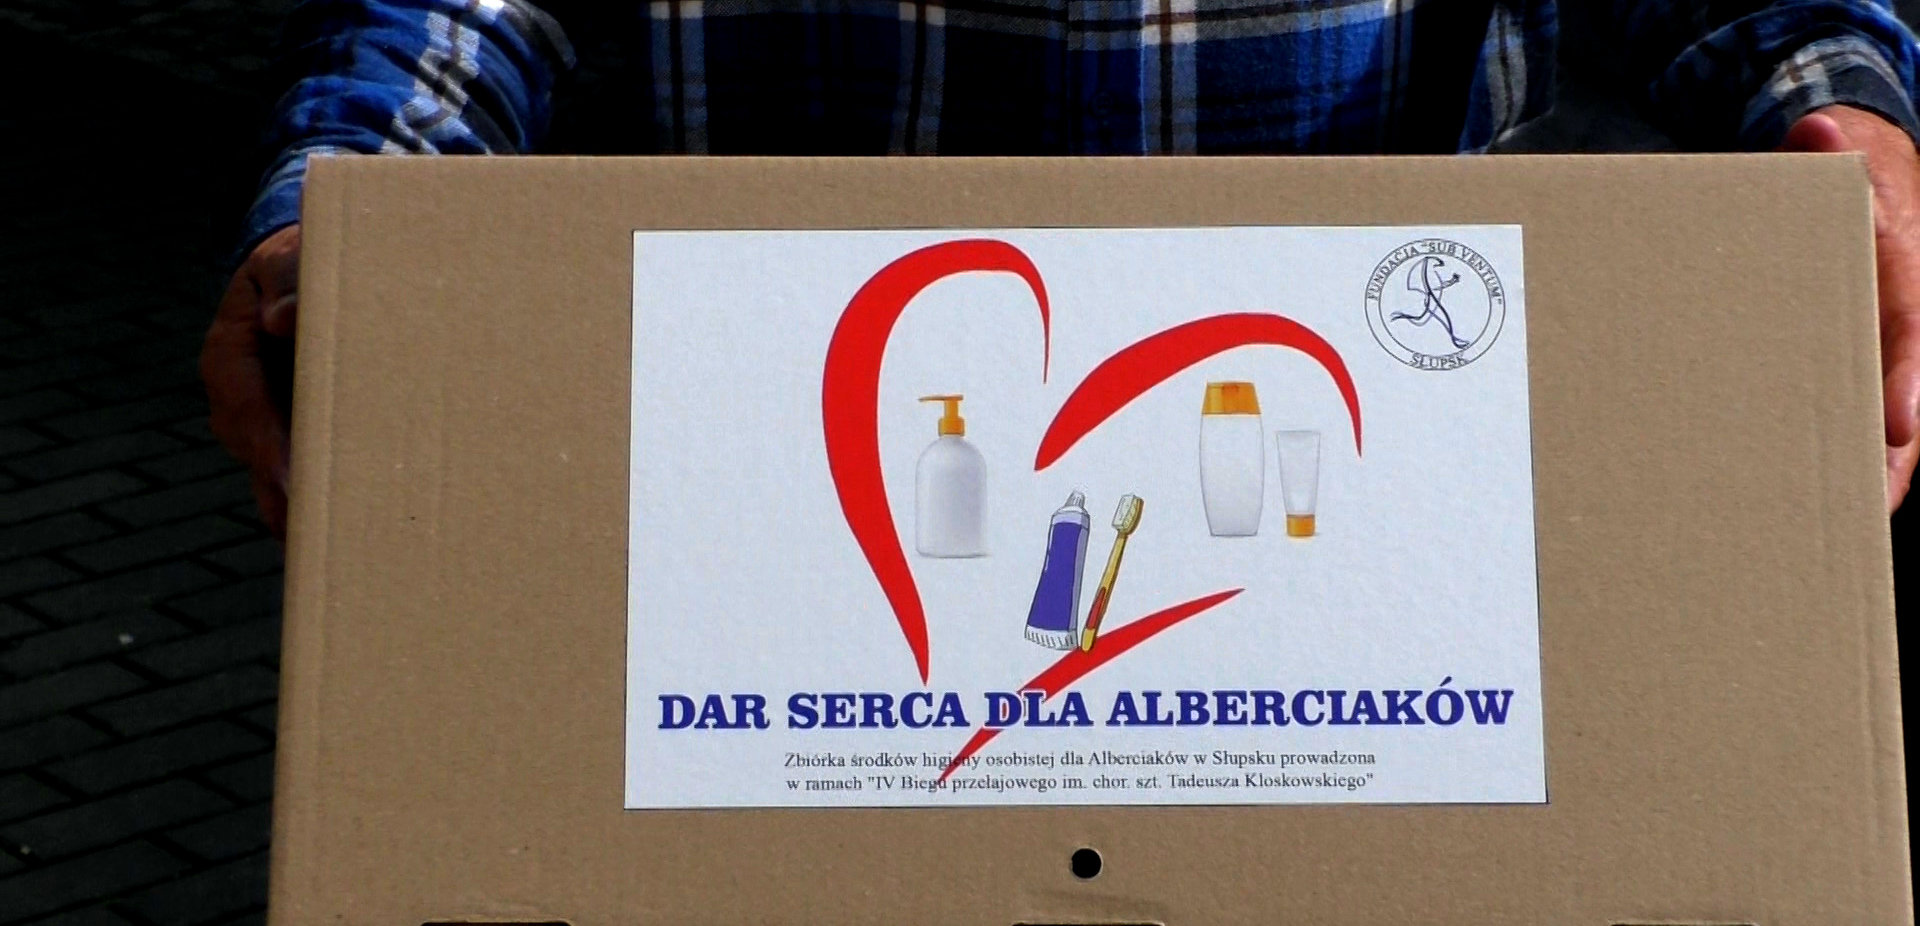 FUNDACJA "SUB VENTUM"
SŁUPSK
DAR SERCA DLA ALBERCIAKÓW
Zbiórka środków higieny osobistej dla Alberciaków w Słupsku prowadzona
w ramach "IV Biegu przełajowego im. chor. szt. Tadeusza Kloskowskiego"